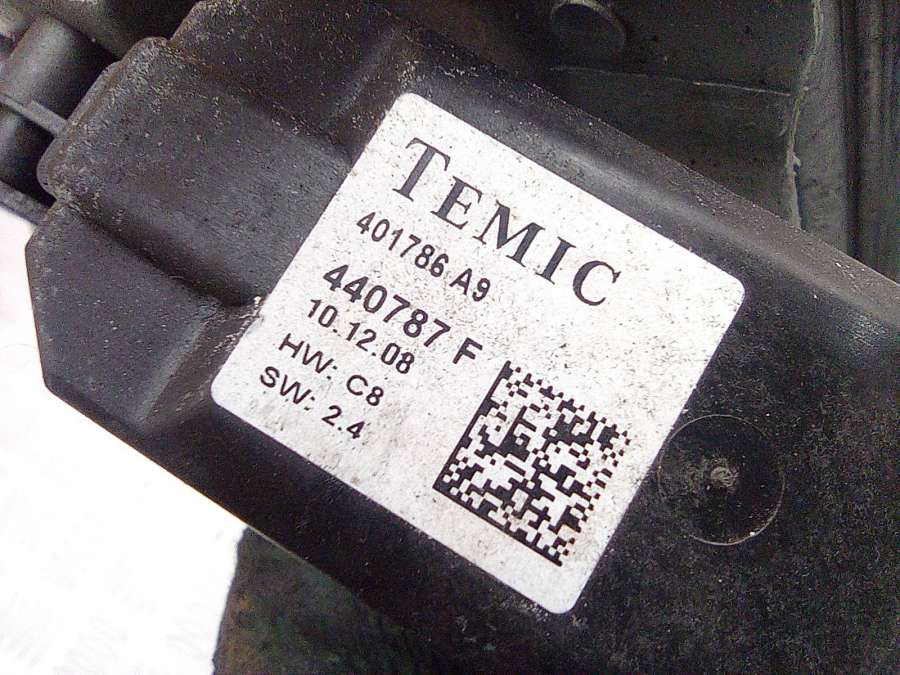 TEMIC
401786 A9
440787 F
10.12.08
HW: C8
SW: 2.4